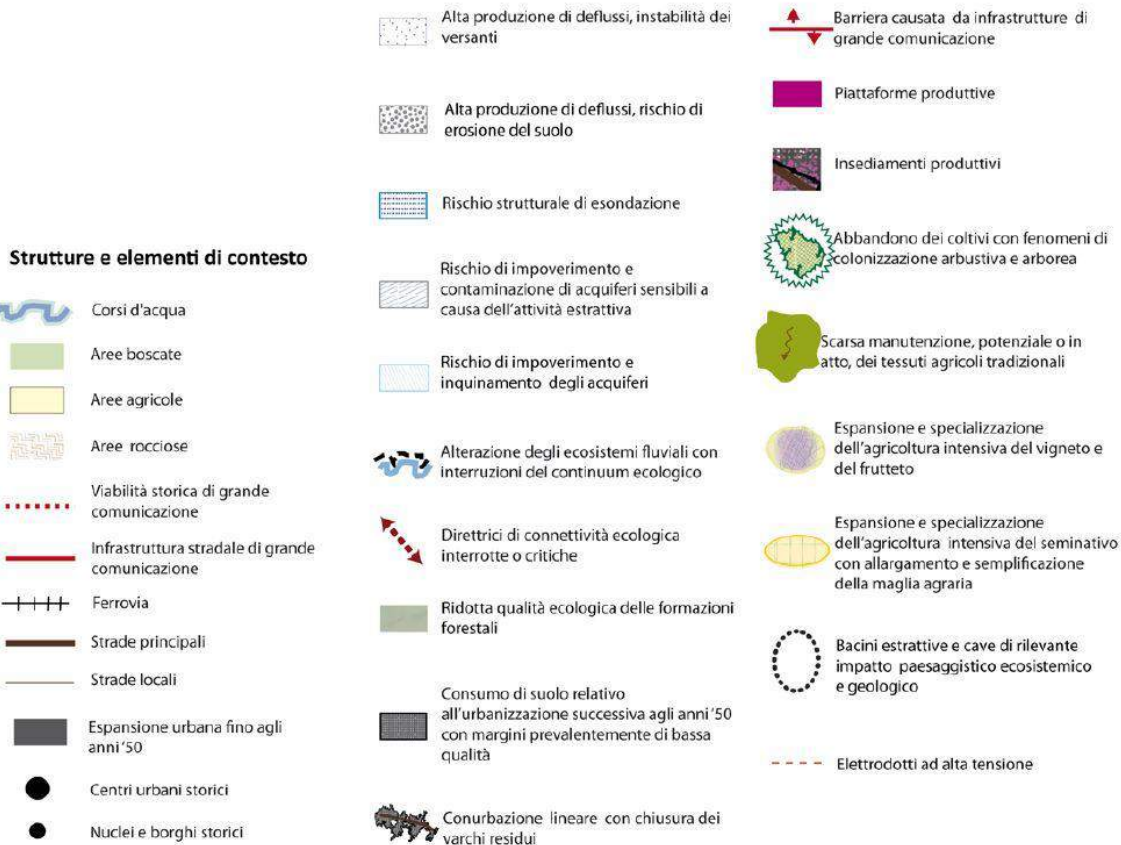 Strutture e elementi di contesto
Corsi d'acqua
Aree boscate
Aree agricole
Aree rocciose
Viabilità storica di grande
comunicazione
Infrastruttura stradale di grande
comunicazione
Ferrovia
Strade principali
Strade locali
Espansione urbana fino agli
anni '50
Centri urbani storici
Nuclei e borghi storici
Alta produzione di deflussi, instabilità dei
versanti
Alta produzione di deflussi, rischio di
erosione del suolo
Rischio strutturale di esondazione
Rischio di impoverimento e
contaminazione di acquiferi sensibili a
causa dell'attività estrattiva
Rischio di impoverimento e
inquinamento degli acquiferi
Alterazione degli ecosistemi fluviali con
interruzioni del continuum ecologico
Direttrici di connettività ecologica
interrotte o critiche
Ridotta qualità ecologica delle formazioni
forestali
Consumo di suolo relativo
all'urbanizzazione successiva agli anni '50
con margini prevalentemente di bassa
qualità
Conurbazione lineare con chiusura dei
varchi residui
Barriera causata da infrastrutture di
grande comunicazione
Piattaforme produttive
Insediamenti produttivi
Abbandono dei coltivi con fenomeni di
colonizzazione arbustiva e arborea
Scarsa manutenzione, potenziale o in
atto, dei tessuti agricoli tradizionali
Espansione e specializzazione
dell'agricoltura intensiva del vigneto e
del frutteto
Espansione e specializzazione
dell'agricoltura intensiva del seminativo
con allargamento e semplificazione
della maglia agraria
Bacini estrattive e cave di rilevante
impatto paesaggistico ecosistemico
e geologico
Elettrodotti ad alta tensione